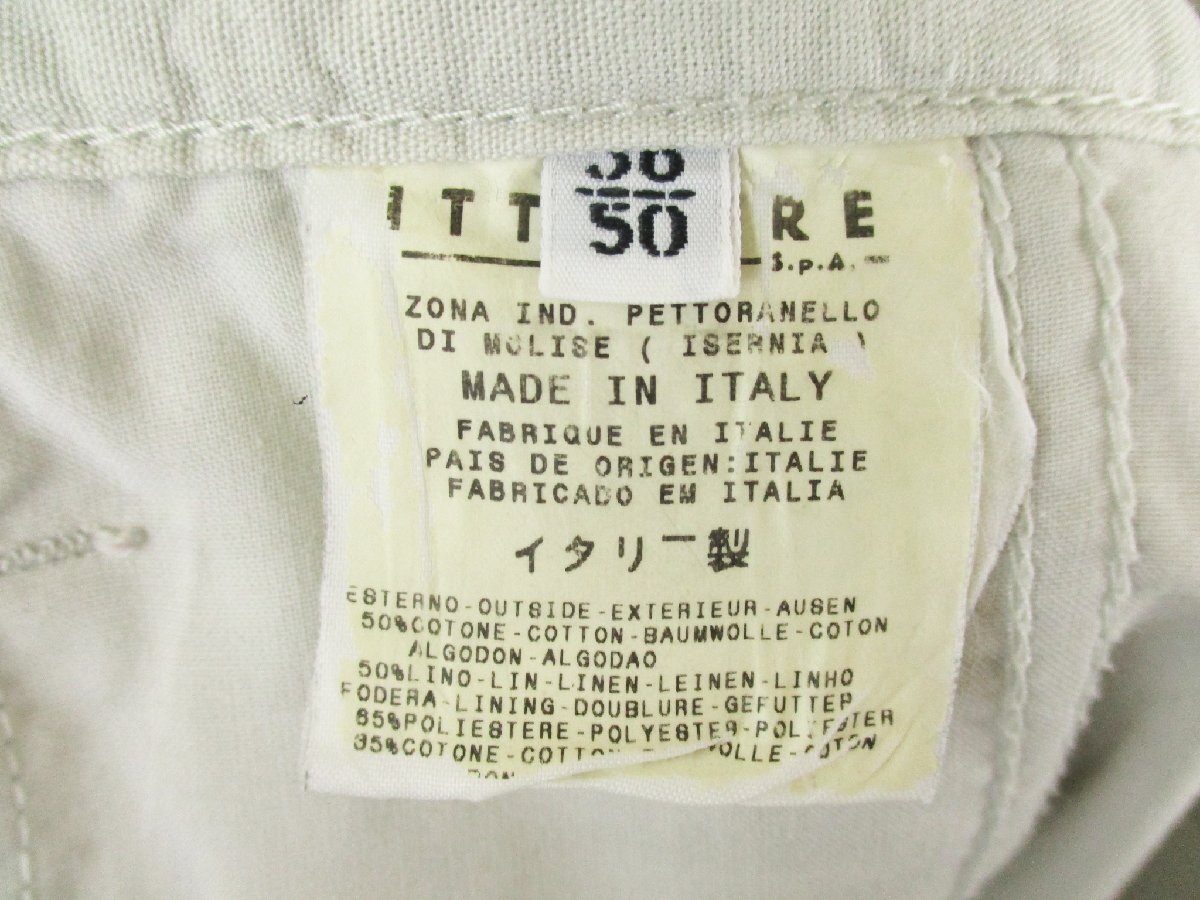 50
S.p.A.
ZONA IND. PETTORANELLO
DI MOLISE ( ISERNIA )
MADE IN ITALY
FABRIQUE EN ITALIE
PAIS DE ORIGEN:ITALIE
FABRICADO EM ITALIA
イタリー製
ESTERNO-OUTSIDE-EXTERIEUR-AUSEN
50%COTONE-COTTON-BAUMWOLLE-COTON
ALGODON-ALGODAO
50%LINO-LIN-LINEN-LEINEN-LINHO
FODERA-LINING-DOUBLURE-GEFUTTER
65%POLIESTERE-POLYESTER-POLYESTER
35%COTONE-COTTON
COTON